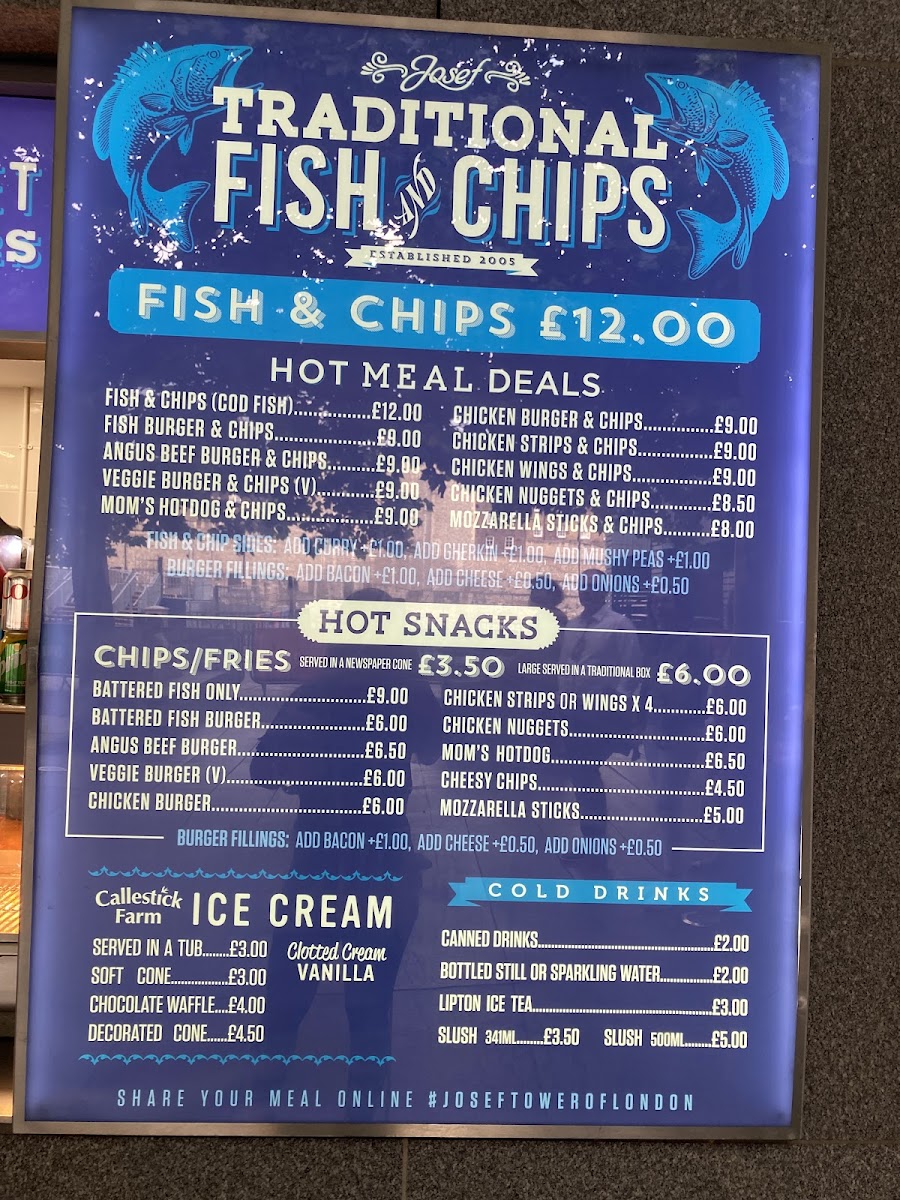 T
S
Josef
TRADITIONAL
FISH AND CHIPS
ESTABLISHED 2005
FISH & CHIPS £12.00
HOT MEAL DEALS
FISH & CHIPS (COD FISH)...............£12.00
FISH BURGER & CHIPS....................£9.00
ANGUS BEEF BURGER & CHIPS.........£9.00
VEGGIE BURGER & CHIPS (V)...........£9.00
MOM'S HOTDOG & CHIPS.................£9.00
CHICKEN BURGER & CHIPS..............£9.00
CHICKEN STRIPS & CHIPS...............£9.00
CHICKEN WINGS & CHIPS................£9.00
CHICKEN NUGGETS & CHIPS............£8.50
MOZZARELLA STICKS & CHIPS.........£8.00
FISH & CHIP SIDES: ADD CURRY +£1.00, ADD GHERKIN +£1.00, ADD MUSHY PEAS +£1.00
BURGER FILLINGS: ADD BACON +£1.00, ADD CHEESE +£0.50, ADD ONIONS +£0.50
HOT SNACKS
CHIPS/FRIES SERVED IN A NEWSPAPER CONE £3.50 LARGE SERVED IN A TRADITIONAL BOX £6.00
BATTERED FISH ONLY.........................£9.00
BATTERED FISH BURGER.....................£6.00
ANGUS BEEF BURGER.........................£6.50
VEGGIE BURGER (V)...........................£6.00
CHICKEN BURGER..............................£6.00
CHICKEN STRIPS OR WINGS X 4...........£6.00
CHICKEN NUGGETS...........................£6.00
MOM'S HOTDOG...............................£6.50
CHEESY CHIPS.................................£4.50
MOZZARELLA STICKS.........................£5.00
BURGER FILLINGS: ADD BACON +£1.00, ADD CHEESE +£0.50, ADD ONIONS +£0.50
Callestick Farm ICE CREAM
SERVED IN A TUB.......£3.00
SOFT CONE...............£3.00
CHOCOLATE WAFFLE....£4.00
DECORATED CONE......£4.50
Clotted Cream
VANILLA
COLD DRINKS
CANNED DRINKS...................................................£2.00
BOTTLED STILL OR SPARKLING WATER...............£2.00
LIPTON ICE TEA....................................................£3.00
SLUSH 341ML.........£3.50 SLUSH 500ML.........£5.00
SHARE YOUR MEAL ONLINE #JOSEFTOWEROFLONDON